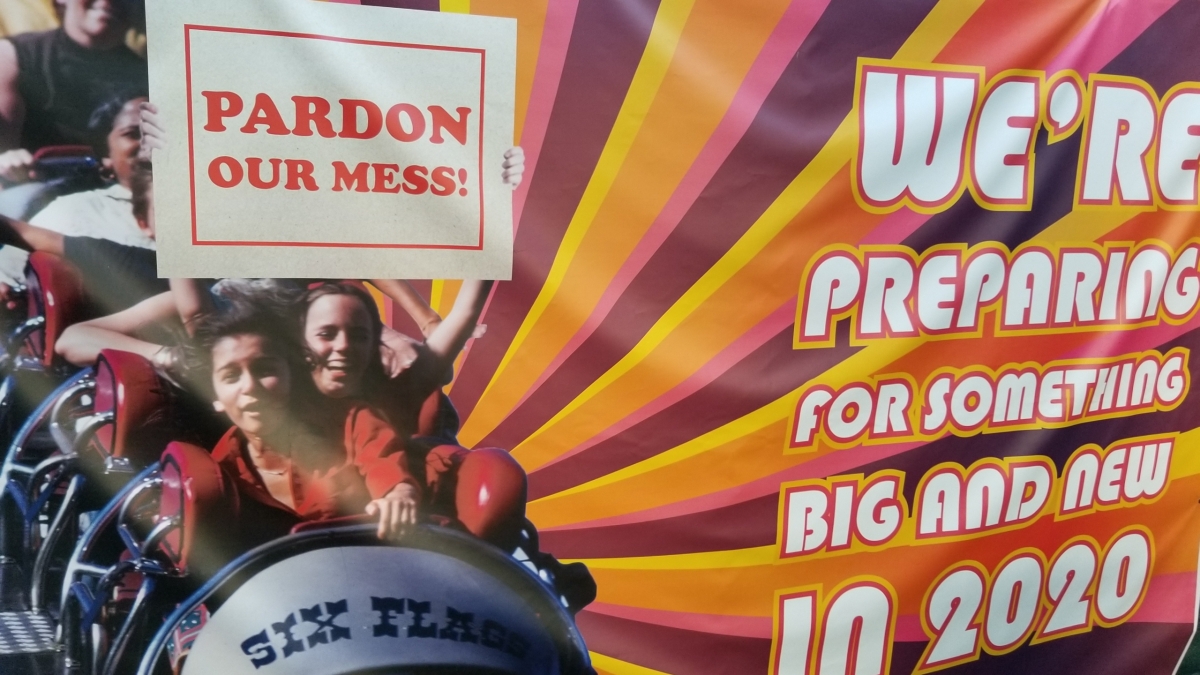 PARDON
OUR MESS!
WE'RE
PREPARING
FOR SOMETHING
BIG AND NEW
IN 2020
SIX FLAGS